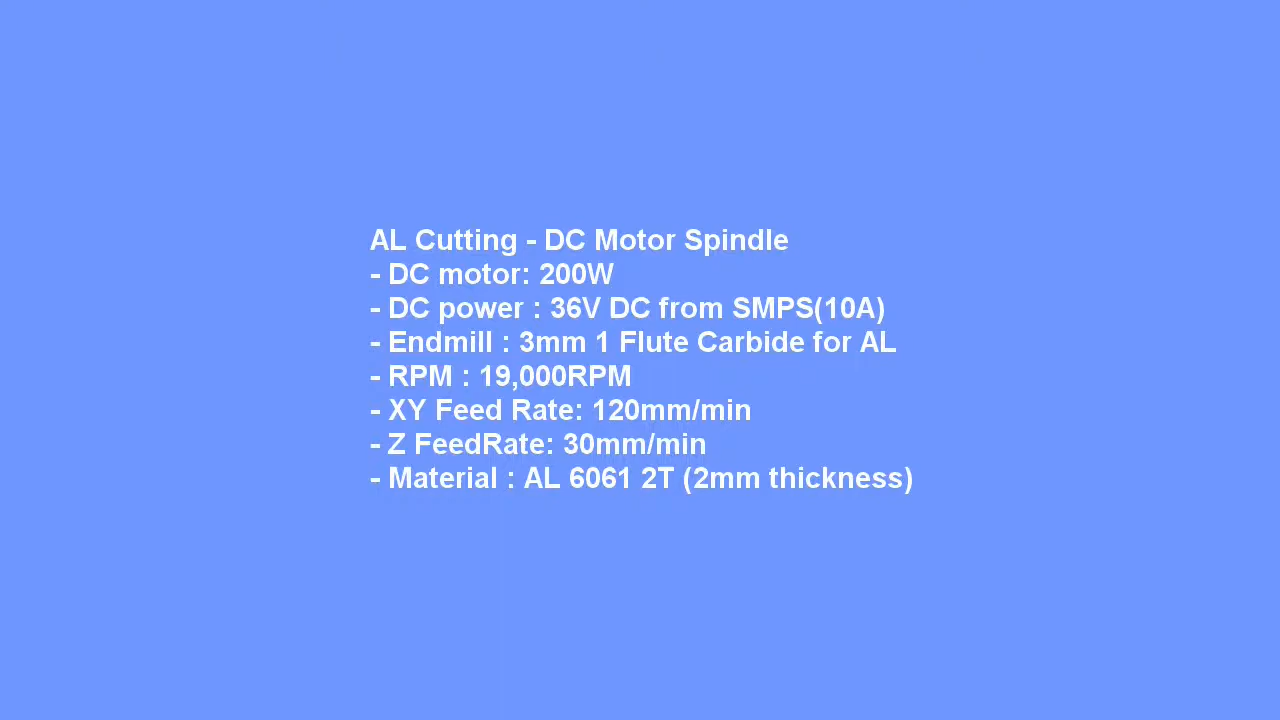 AL Cutting - DC Motor Spindle
- DC motor: 200W
- DC power : 36V DC from SMPS(10A)
- Endmill : 3mm 1 Flute Carbide for AL
- RPM : 19,000RPM
- XY Feed Rate: 120mm/min
- Z FeedRate: 30mm/min
- Material : AL 6061 2T (2mm thickness)